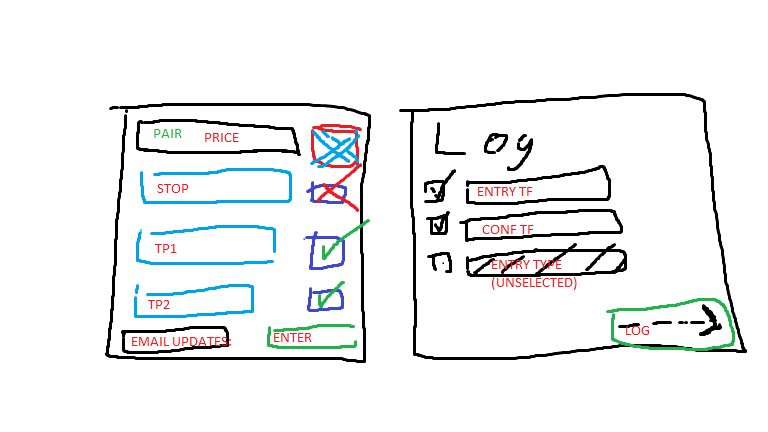 PAIR PRICE
STOP
TP1
TP2
EMAIL UPDATES:
ENTER
Log
ENTRY TF
CONF TF
ENTRY TYPE
(UNSELECTED)
LOG